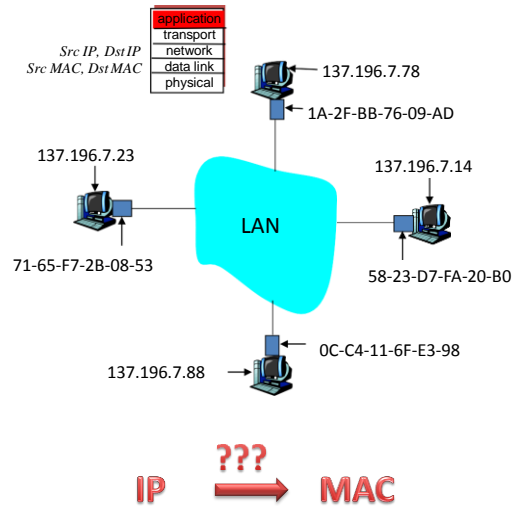 application
transport
Src IP, Dst IP network
Src MAC, Dst MAC data link
physical
137.196.7.78
1A-2F-BB-76-09-AD
137.196.7.23
137.196.7.14
LAN
71-65-F7-2B-08-53
58-23-D7-FA-20-B0
0C-C4-11-6F-E3-98
137.196.7.88
???
IP MAC